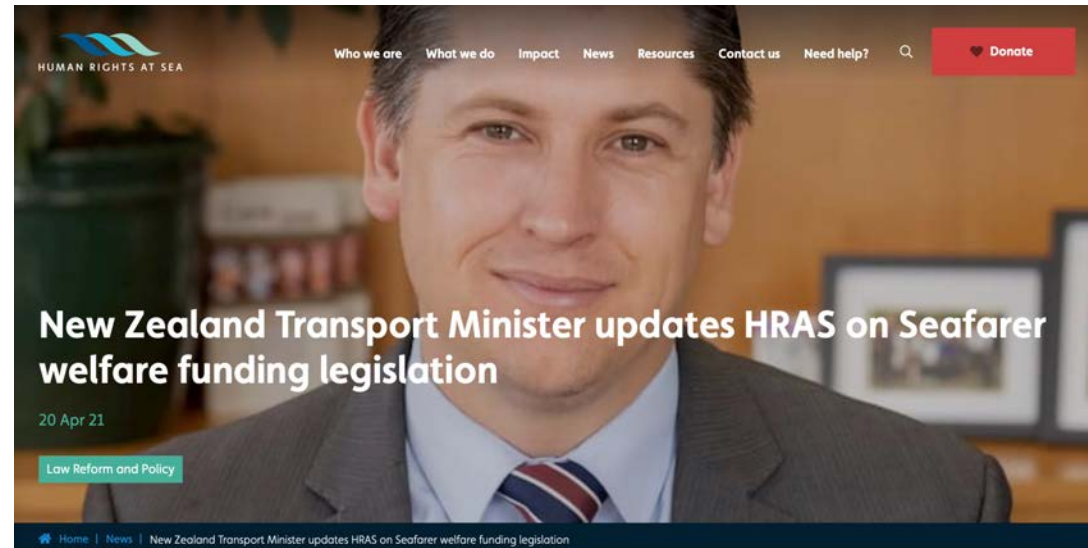 HUMAN RIGHTS AT SEA
Who we are What we do Impact News Resources Contact us Need help? Donate
New Zealand Transport Minister updates HRAS on Seafarer
welfare funding legislation
20 Apr 21
Law Reform and Policy
Home | News | New Zealand Transport Minister updates HRAS on Seafarer welfare funding legislation